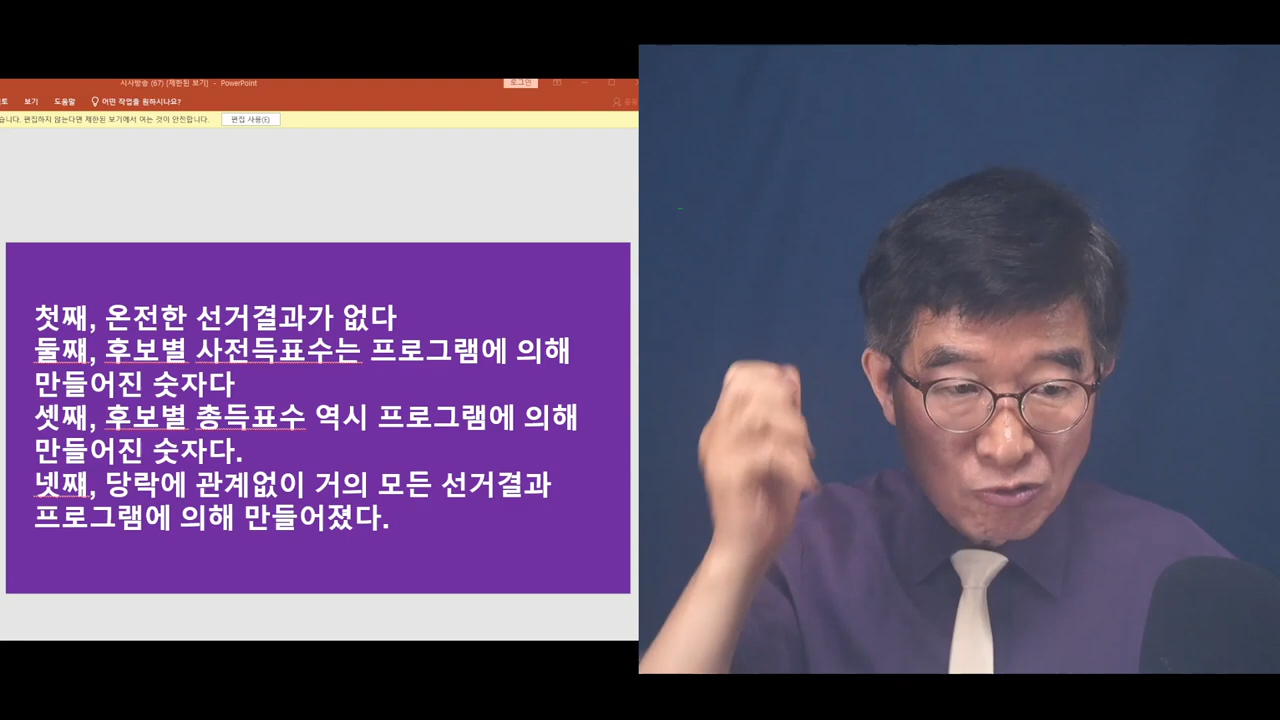 시사방송 (67) [제한된 보기] - PowerPoint
로그인
보기 도움말 어떤 작업을 원하시나요?
편집하지 않는다면 제한된 보기에서 여는 것이 안전합니다. 편집 사용(E)
첫째, 온전한 선거결과가 없다
둘쨰, 후보별 사전득표수는 프로그램에 의해
만들어진 숫자다
셋쨰, 후보별 총득표수 역시 프로그램에 의해
만들어진 숫자다.
넷쨰, 당락에 관계없이 거의 모든 선거결과
프로그램에 의해 만들어졌다.